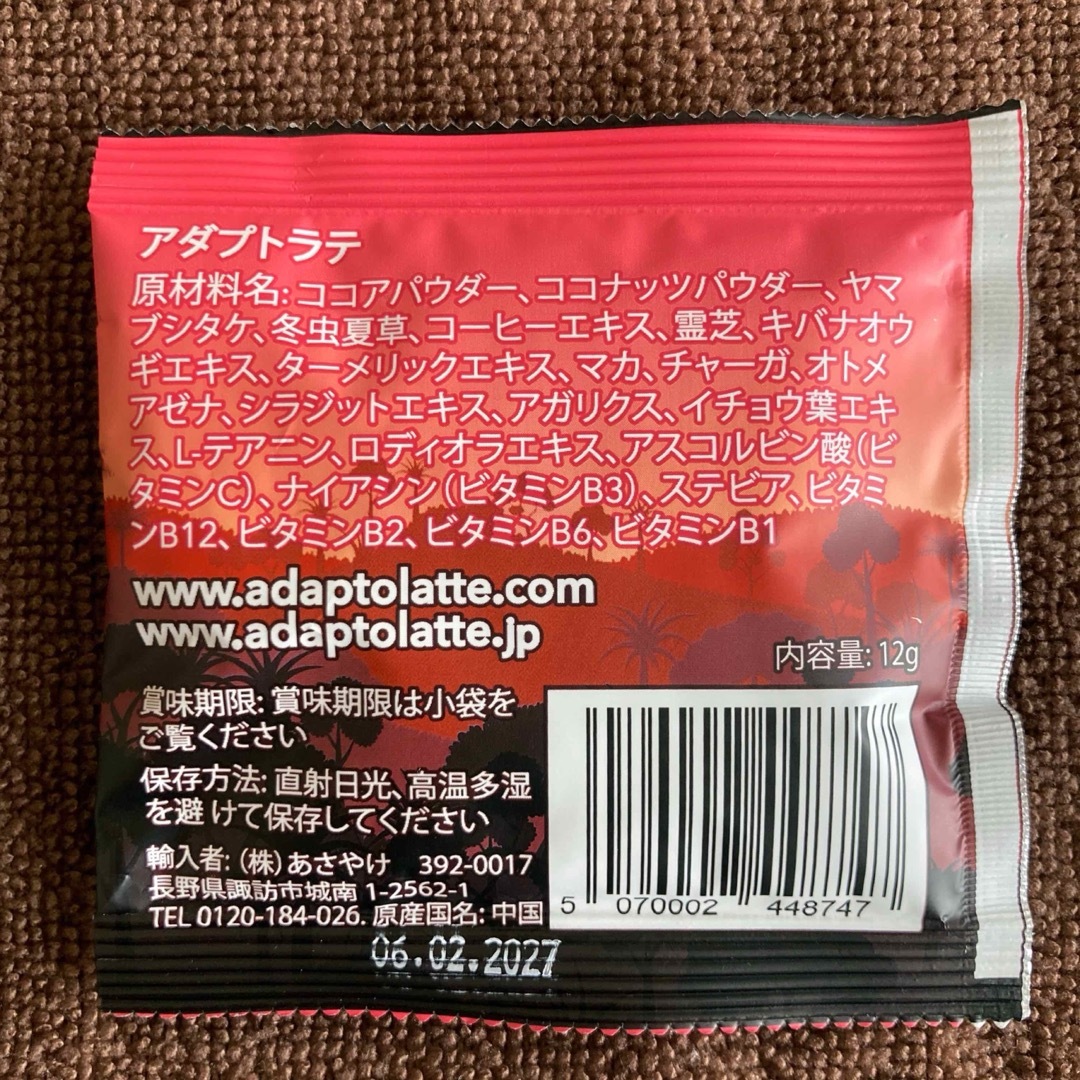 アダプトラテ
原材料名: ココアパウダー、ココナッツパウダー、ヤマ
ブシタケ、冬虫夏草、コーヒーエキス、霊芝、キバナオウ
ギエキス、ターメリックエキス、マカ、チャーガ、オトメ
アゼナ、シラジットエキス、アガリクス、イチョウ葉エキ
ス、L-テアニン、ロディオラエキス、アスコルビン酸（ビ
タミンC）、ナイアシン（ビタミンB3）、ステビア、ビタミ
ンB12、ビタミンB2、ビタミンB6、ビタミンB1
www.adaptolatte.com
www.adaptolatte.jp
内容量: 12g
賞味期限: 賞味期限は小袋を
ご覧ください
保存方法: 直射日光、高温多湿
を避 けて保存してください
輸入者: （株）あさやけ 392-0017
長野県諏訪市城南 1-2562-1
TEL 0120-184-026. 原産国名: 中国
5 070002 448747
06.02.2027